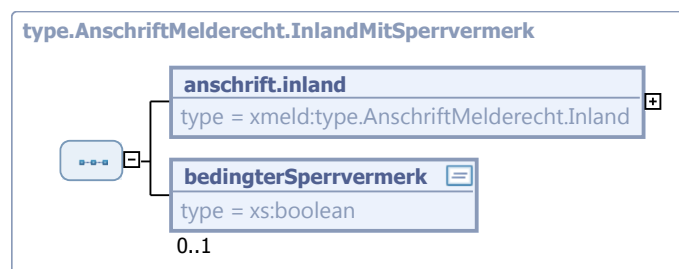 type.AnschriftMelderecht.InlandMitSperrvermerk
anschrift.inland
type = xmeld:type.AnschriftMelderecht.Inland
bedingterSperrvermerk
type = xs:boolean
0..1